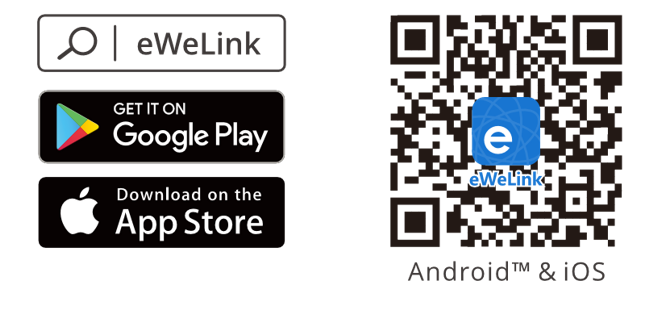 eWeLink
GET IT ON
Google Play
Download on the
App Store
e
eWeLink
Android™ & iOS